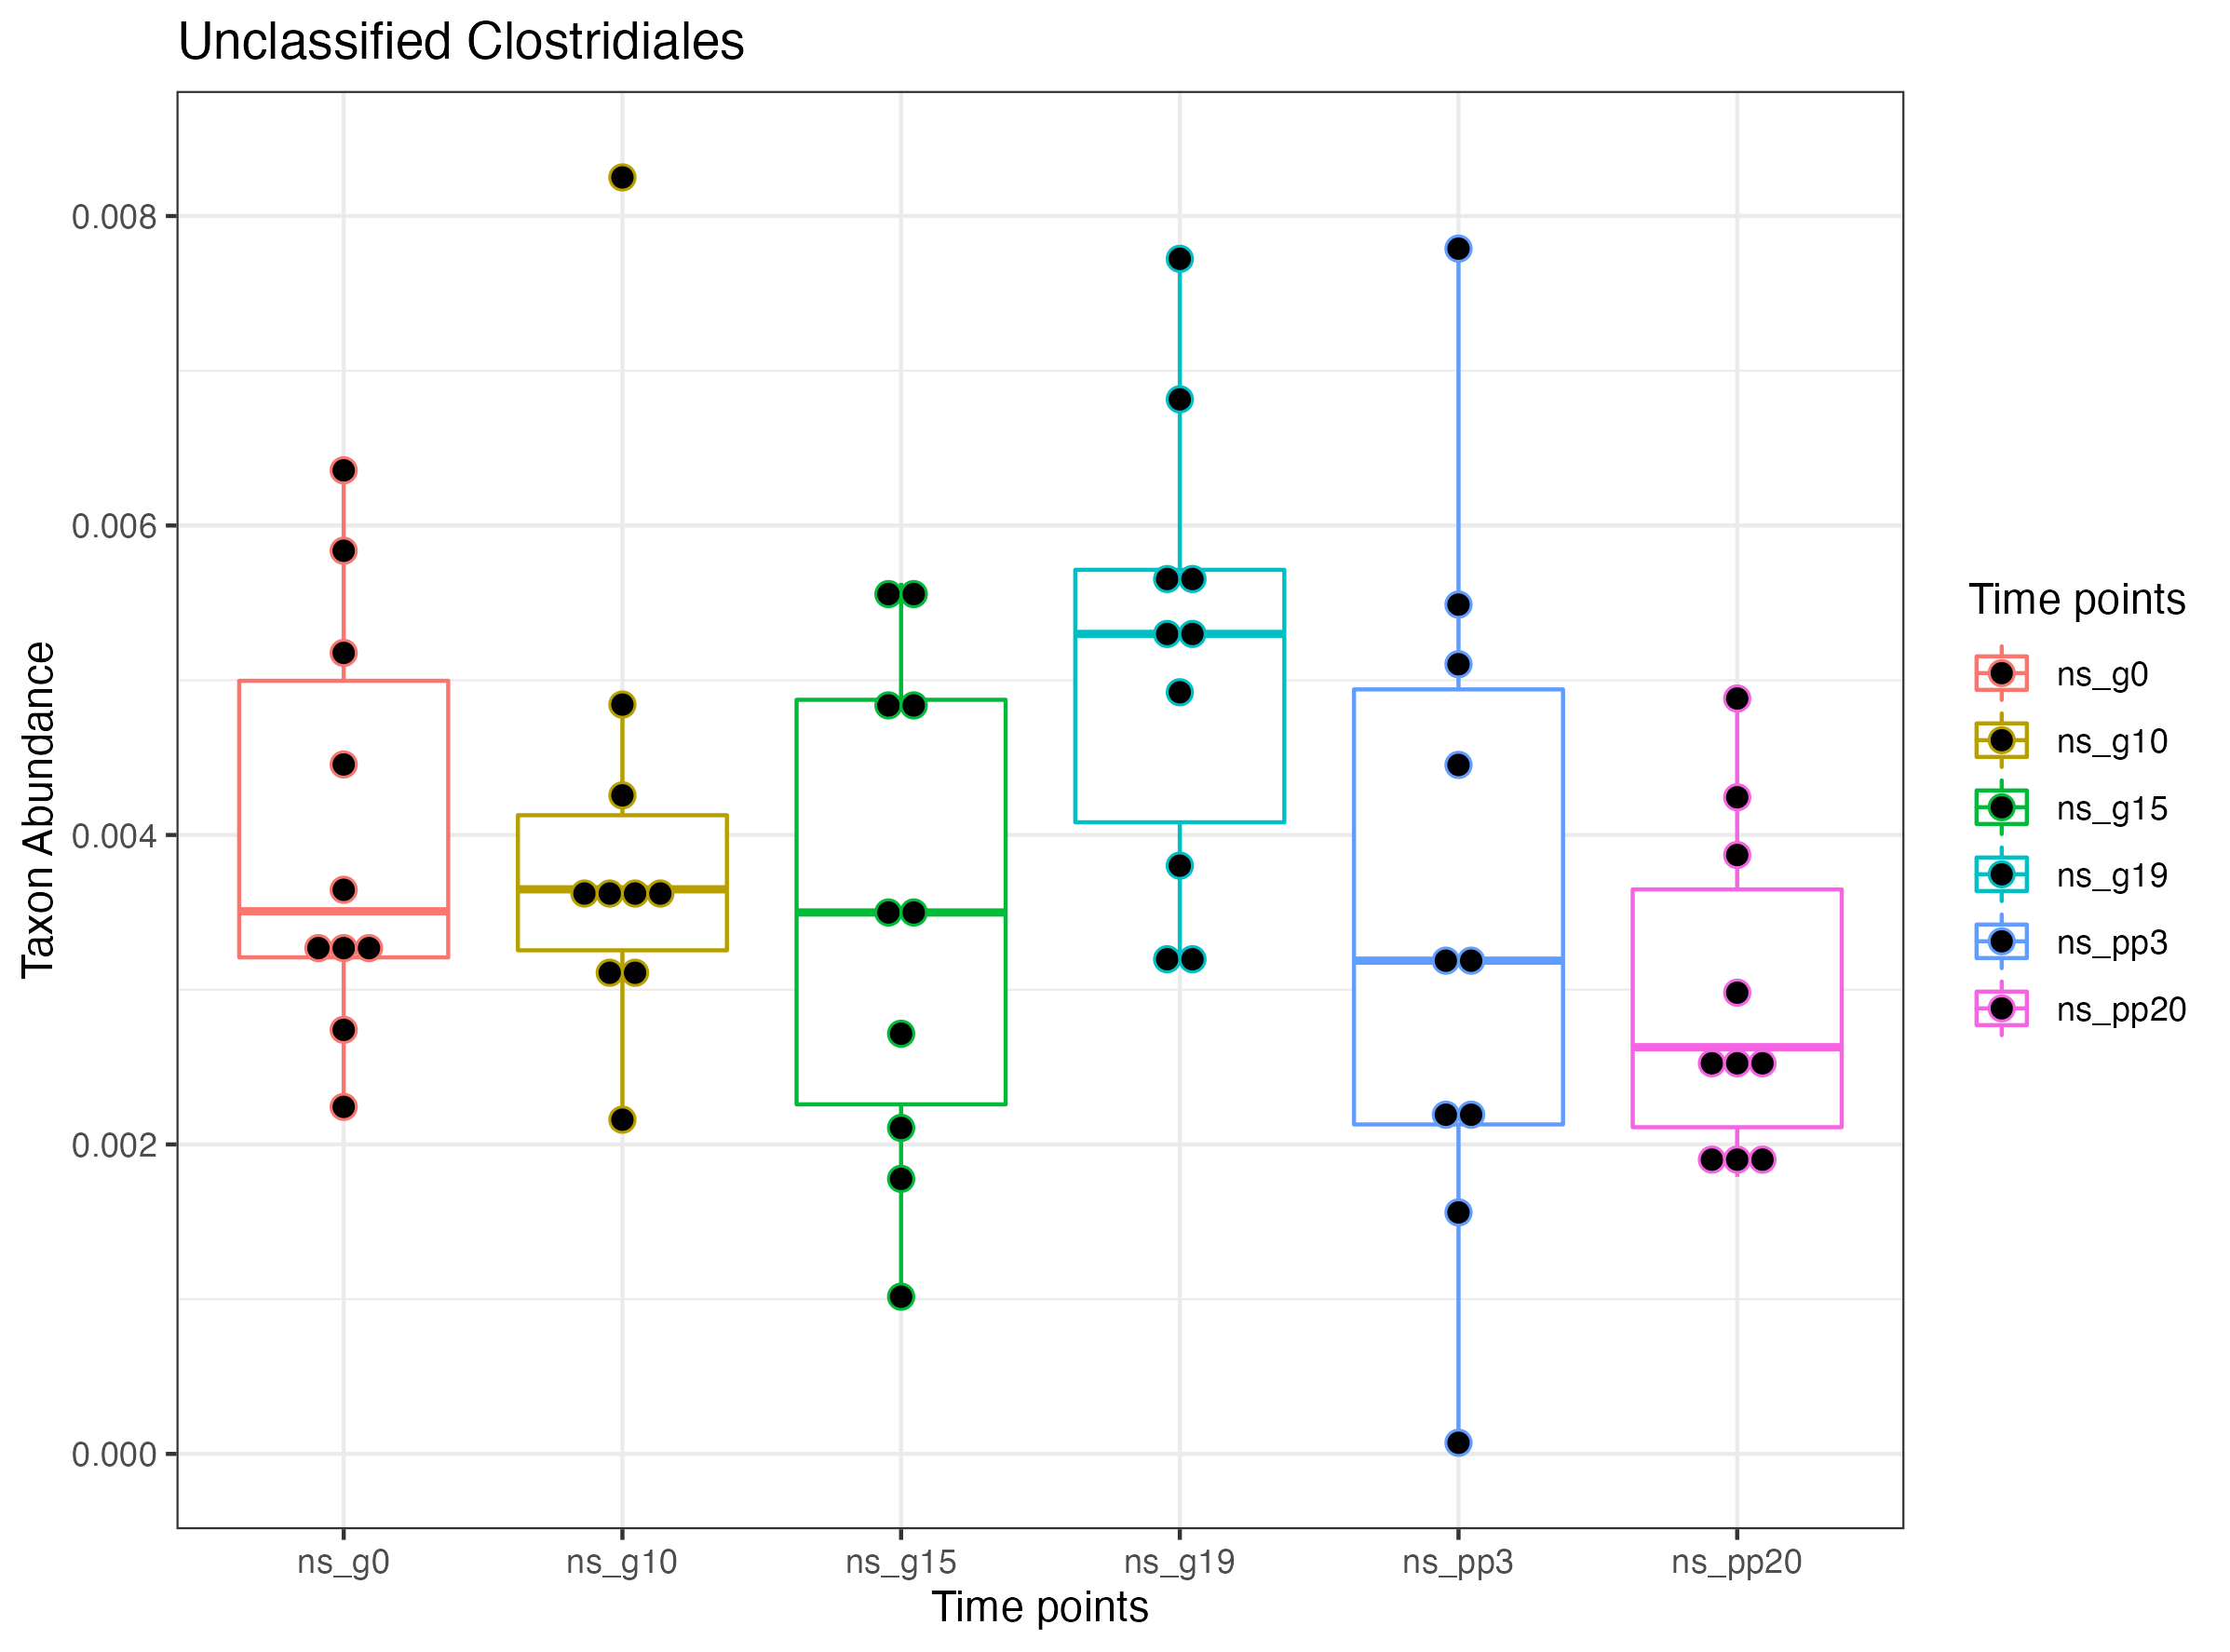 Unclassified Clostridiales
Taxon Abundance
0.008
0.006
0.004
0.002
0.000
ns_g0 ns_g10 ns_g15 ns_g19 ns_pp3 ns_pp20
Time points
Time points
ns_g0
ns_g10
ns_g15
ns_g19
ns_pp3
ns_pp20